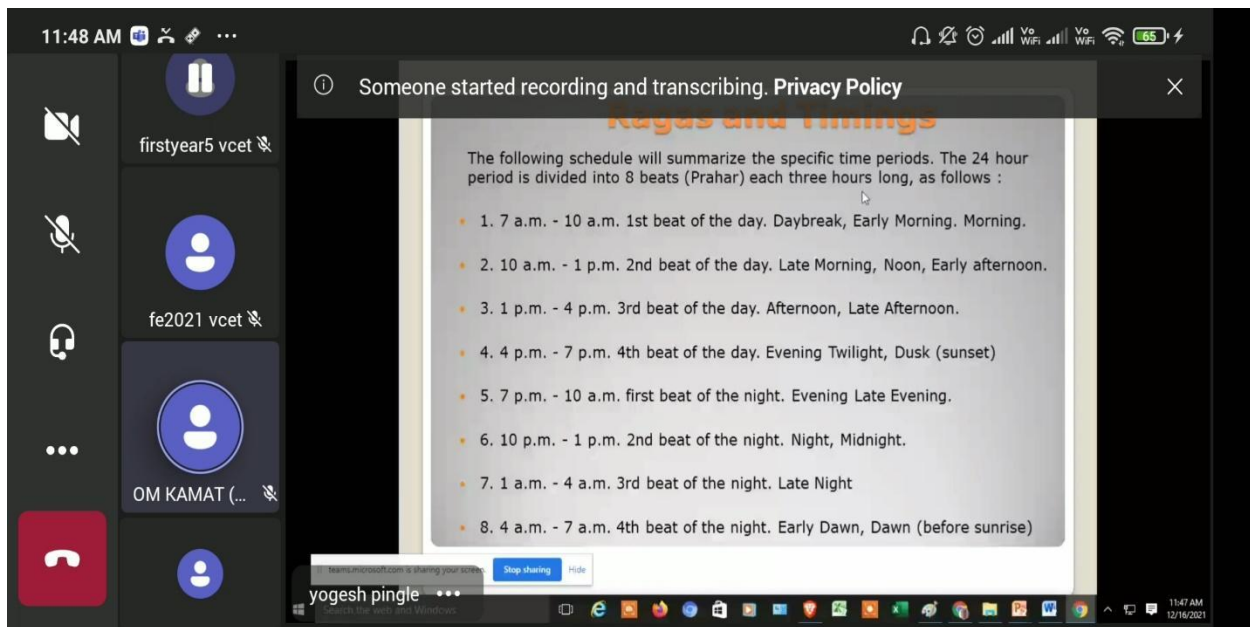 11:48 AM ...
Vo WiFi Vo WiFi 65
Someone started recording and transcribing. Privacy Policy
Ragas and Timings
firstyear5 vcet
The following schedule will summarize the specific time periods. The 24 hour
period is divided into 8 beats (Prahar) each three hours long, as follows :
• 1. 7 a.m. - 10 a.m. 1st beat of the day. Daybreak, Early Morning. Morning.
• 2. 10 a.m. - 1 p.m. 2nd beat of the day. Late Morning, Noon, Early afternoon.
• 3. 1 p.m. - 4 p.m. 3rd beat of the day. Afternoon, Late Afternoon.
fe2021 vcet
• 4. 4 p.m. - 7 p.m. 4th beat of the day. Evening Twilight, Dusk (sunset)
• 5. 7 p.m. - 10 a.m. first beat of the night. Evening Late Evening.
• 6. 10 p.m. - 1 p.m. 2nd beat of the night. Night, Midnight.
• 7. 1 a.m. - 4 a.m. 3rd beat of the night. Late Night
OM KAMAT (...
• 8. 4 a.m. - 7 a.m. 4th beat of the night. Early Dawn, Dawn (before sunrise)
teams.microsoft.com is sharing your screen. Stop sharing Hide
yogesh pingle ...
Search the web and Windows
11:47 AM
12/16/2021